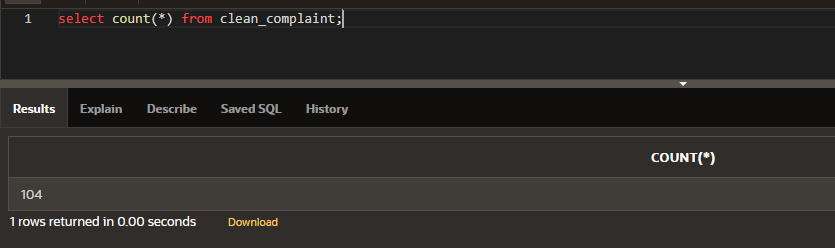 1 select count(*) from clean_complaint;
Results Explain Describe Saved SQL History
COUNT(*)
104
1 rows returned in 0.00 seconds Download